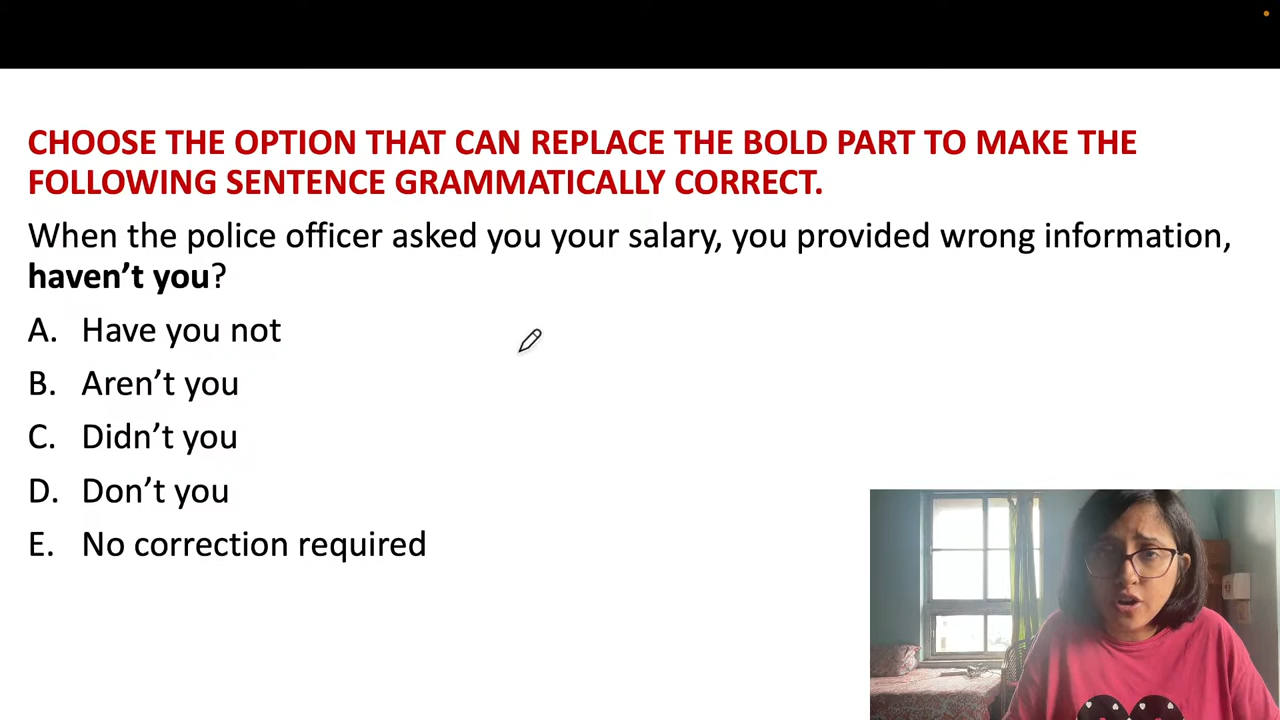 CHOOSE THE OPTION THAT CAN REPLACE THE BOLD PART TO MAKE THE
FOLLOWING SENTENCE GRAMMATICALLY CORRECT.
When the police officer asked you your salary, you provided wrong information,
haven’t you?
A. Have you not
B. Aren’t you
C. Didn’t you
D. Don’t you
E. No correction required